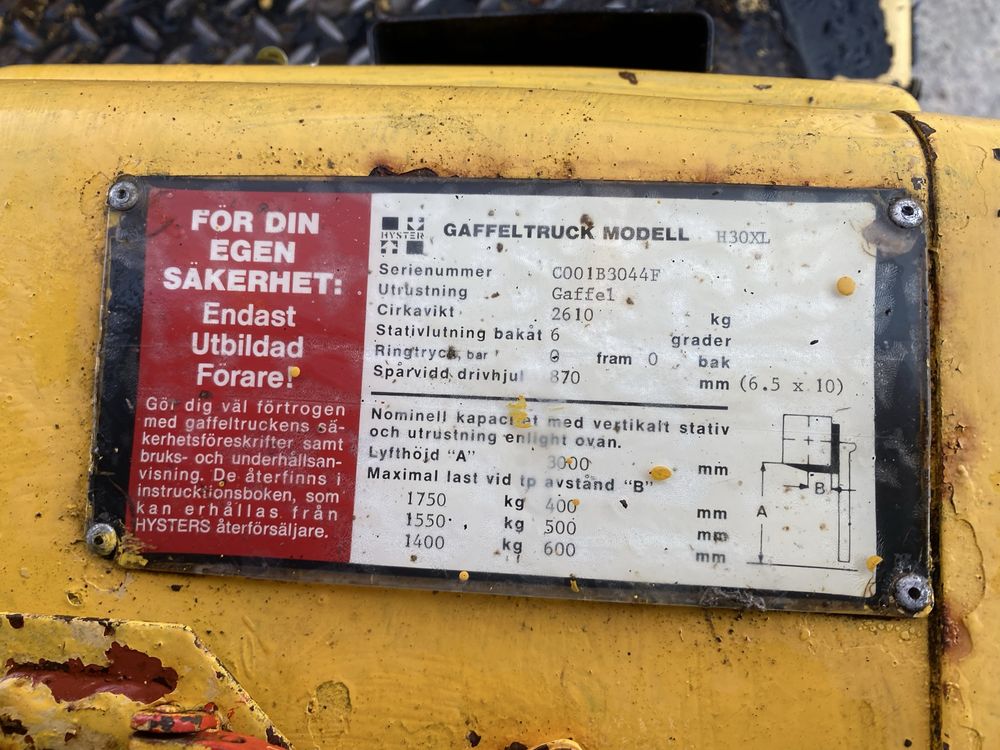 FÖR DIN
EGEN
SÄKERHET:
Endast
Utbildad
Förare!
Gör dig väl förtrogen
med gaffeltruckens sä-
kerhetsföreskrifter samt
bruks- och underhållsan-
visning. De återfinns i
instrucktionsboken, som
kan erhållas från
HYSTERS återförsäljare.
HYSTER
GAFFELTRUCK MODELL H30XL
Serienummer C001B3044F
Utrustning Gaffel
Cirkavikt 2610 kg
Stativlutning bakåt 6 grader
Ringtryck, bar 0 fram 0 bak
Spårvidd drivhjul 870 mm (6.5 x 10)
Nominell kapacitet med vertikalt stativ
och utrustning enlight ovan.
Lyfthöjd "A" 3000 mm
Maximal last vid tp avstånd "B"
1750 kg 400 mm
1550 kg 500 mm
1400 kg 600 mm
B
A